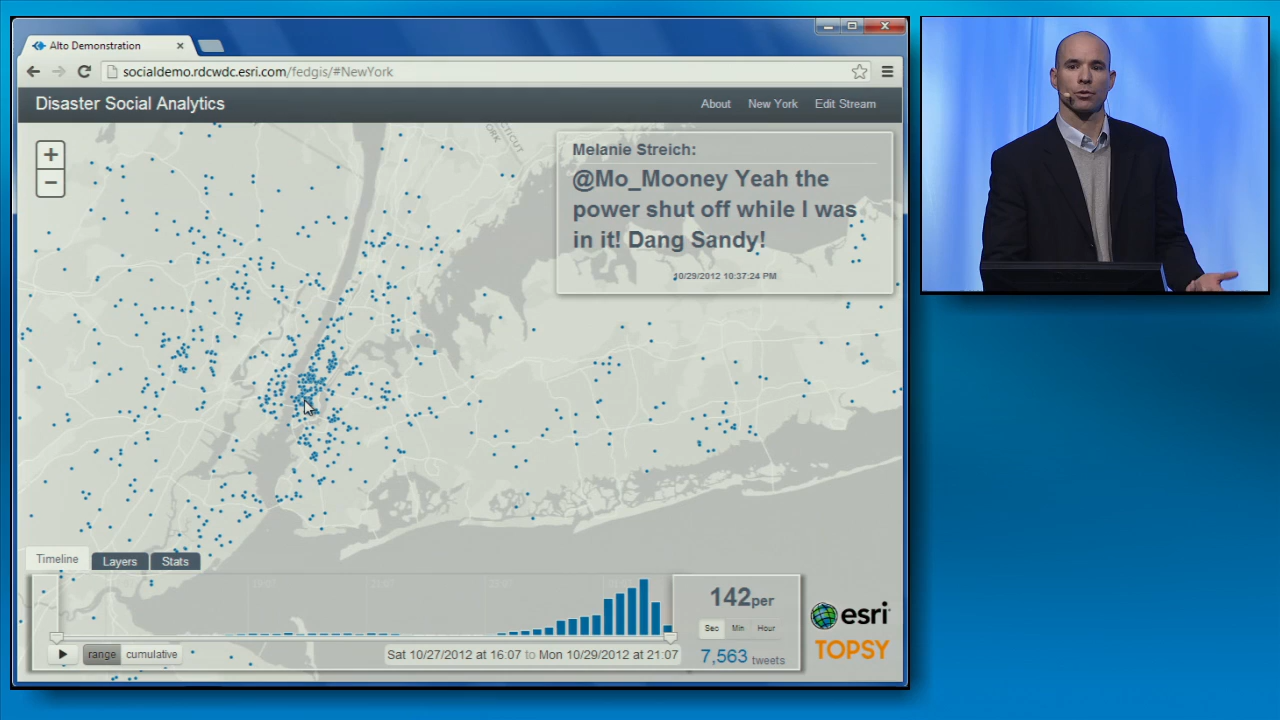 Alto Demonstration
socialdemo.rdcwdc.esri.com/fedgis/#NewYork
Disaster Social Analytics
About New York Edit Stream
Melanie Streich:
@Mo_Mooney Yeah the
power shut off while I was
in it! Dang Sandy!
10/29/2012 10:37:24 PM
Timeline Layers Stats
142per
Sec Min Hour
range cumulative
Sat 10/27/2012 at 16:07 to Mon 10/29/2012 at 21:07
7,563 tweets
esri
TOPSY